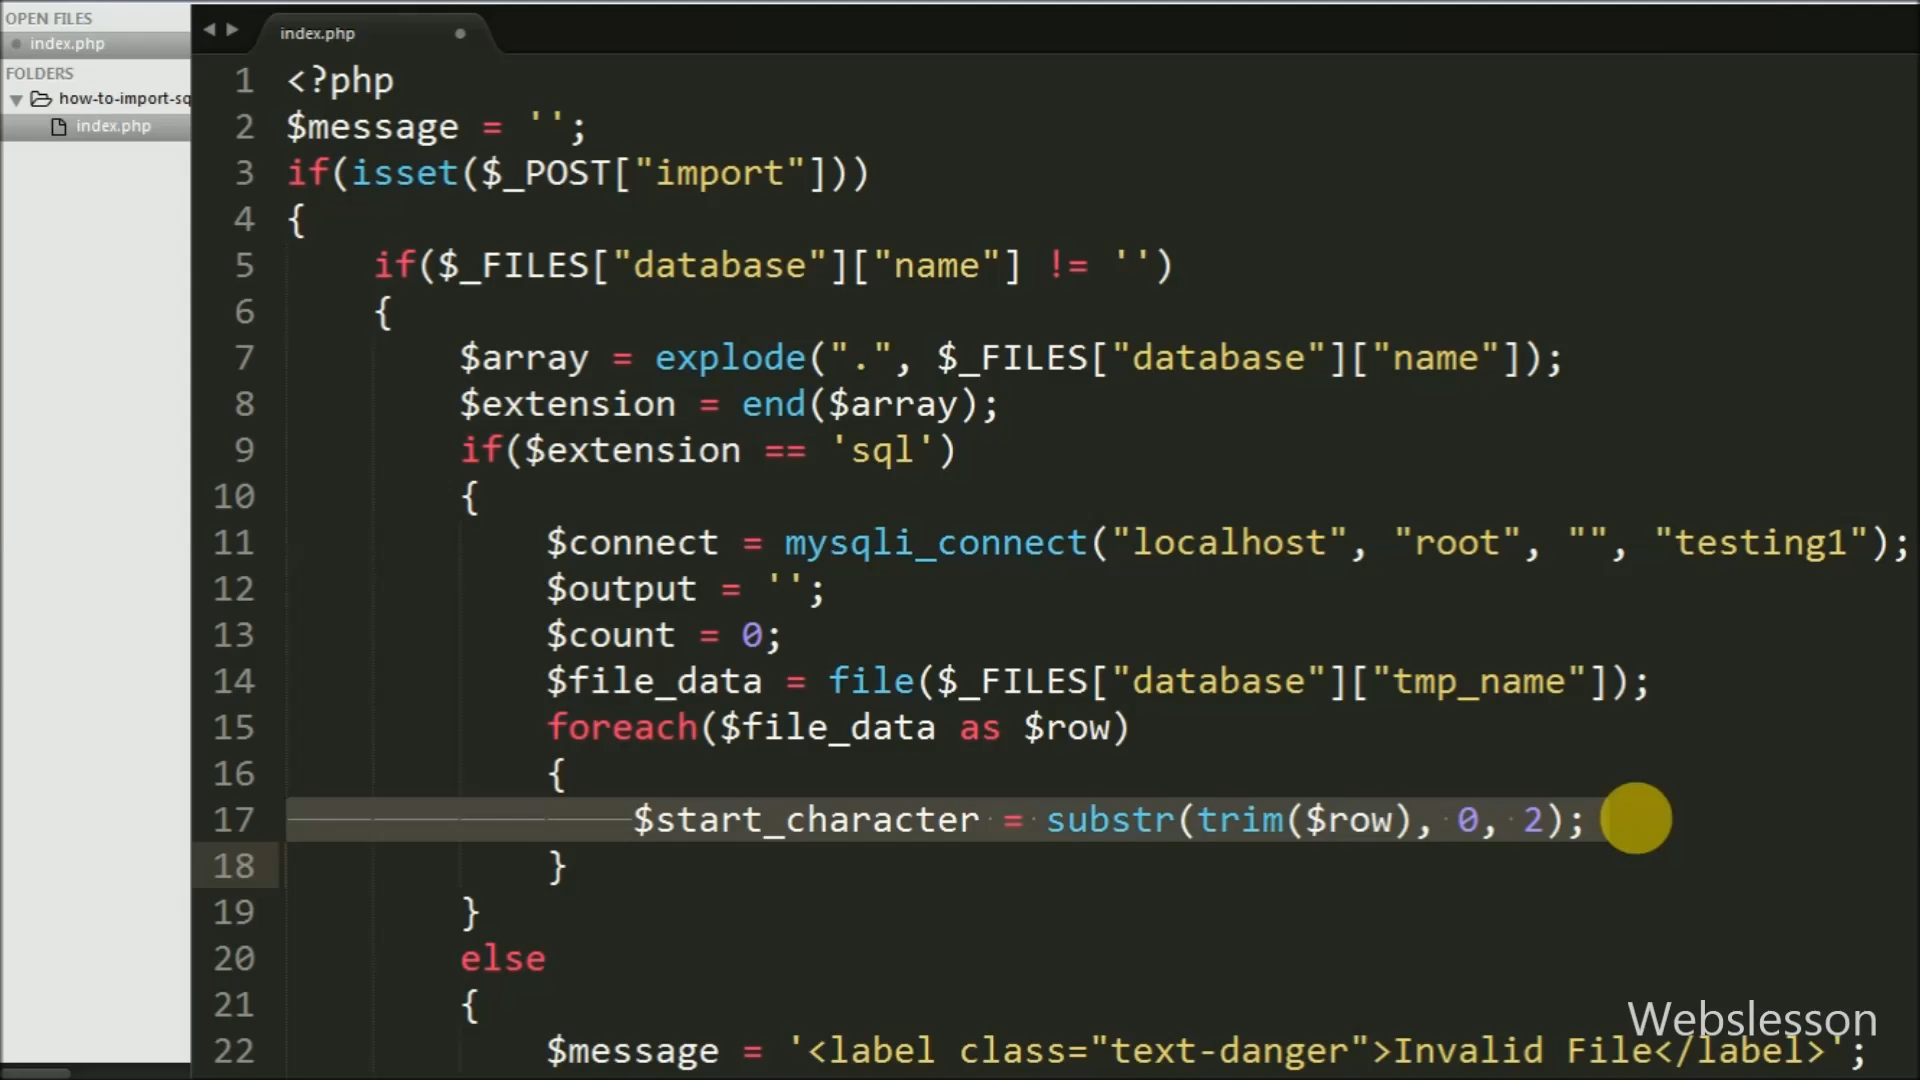 OPEN FILES
index.php
FOLDERS
how-to-import-sq
index.php
index.php
1 <?php
2 $message = '';
3 if(isset($_POST["import"]))
4 {
5 if($_FILES["database"]["name"] != '')
6 {
7 $array = explode(".", $_FILES["database"]["name"]);
8 $extension = end($array);
9 if($extension == 'sql')
10 {
11 $connect = mysqli_connect("localhost", "root", "", "testing1");
12 $output = '';
13 $count = 0;
14 $file_data = file($_FILES["database"]["tmp_name"]);
15 foreach($file_data as $row)
16 {
17 $start_character = substr(trim($row), 0, 2);
18 }
19 }
20 else
21 {
22 $message = '<label class="text-danger">Invalid File</label>';
Webslesson